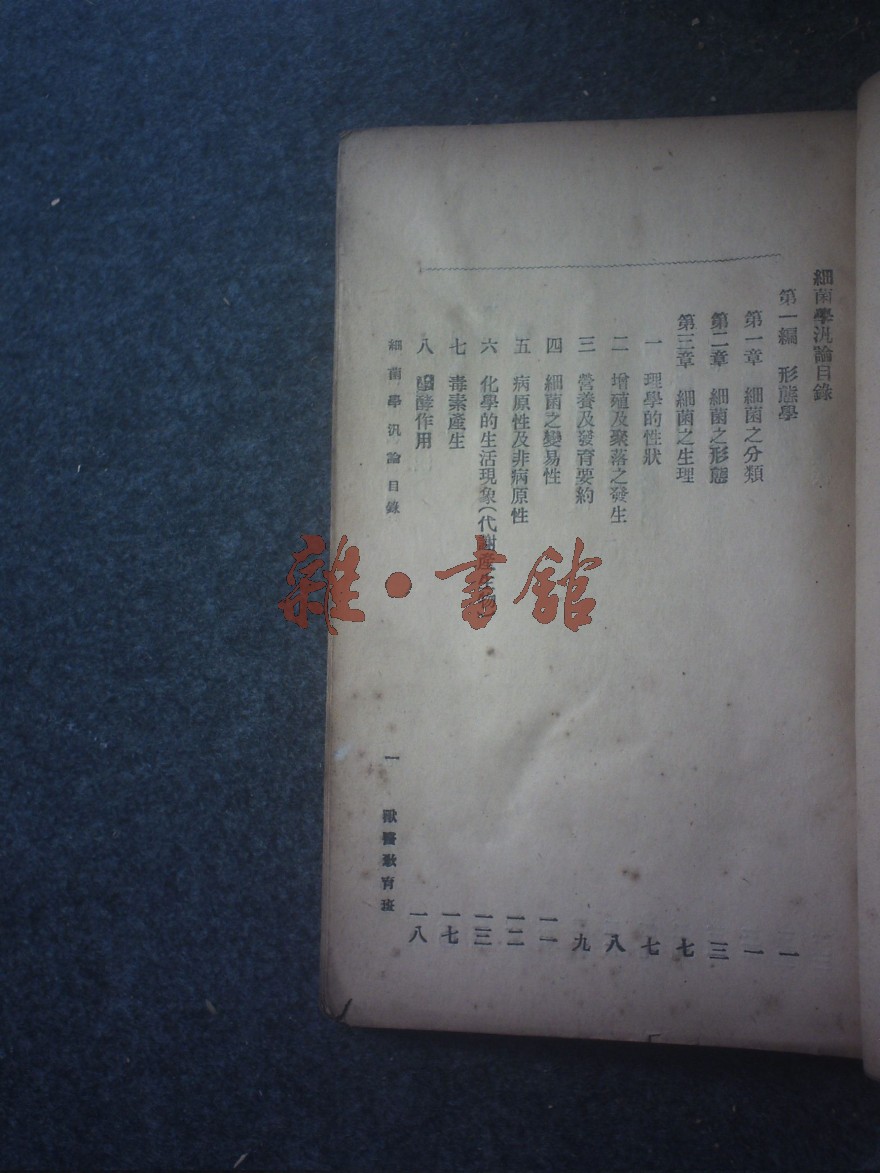 細菌學汎論目錄
第一編 形態學 一
第一章 細菌之分類 一
第二章 細菌之形態 三
第三章 細菌之生理 七
一 理學的性狀 七
二 增殖及聚落之發生 八
三 營養及發育要約 九
四 細菌之變易性 一一
五 病原性及非病原性 一二
六 化學的生活現象(代謝產生物 一三
七 毒素產生 一七
八 釀酵作用 一八
細菌學汎論目錄 一 獸醫教育班
雜·書館